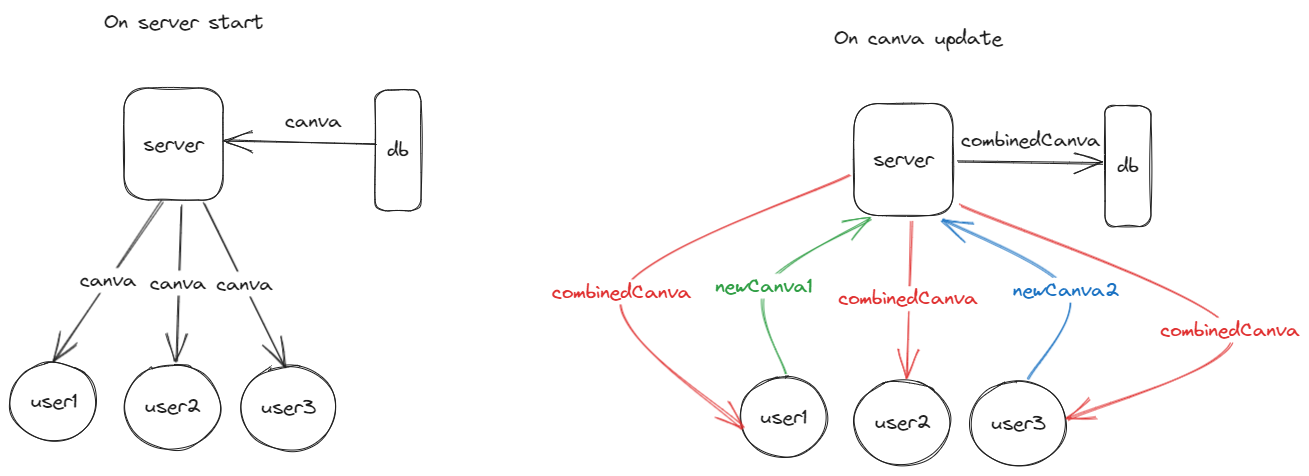 On server start
canva
server
db
canva
canva
canva
user1
user2
user3
On canva update
combinedCanva
server
db
combinedCanva
newCanva1
combinedCanva
newCanva2
combinedCanva
user1
user2
user3